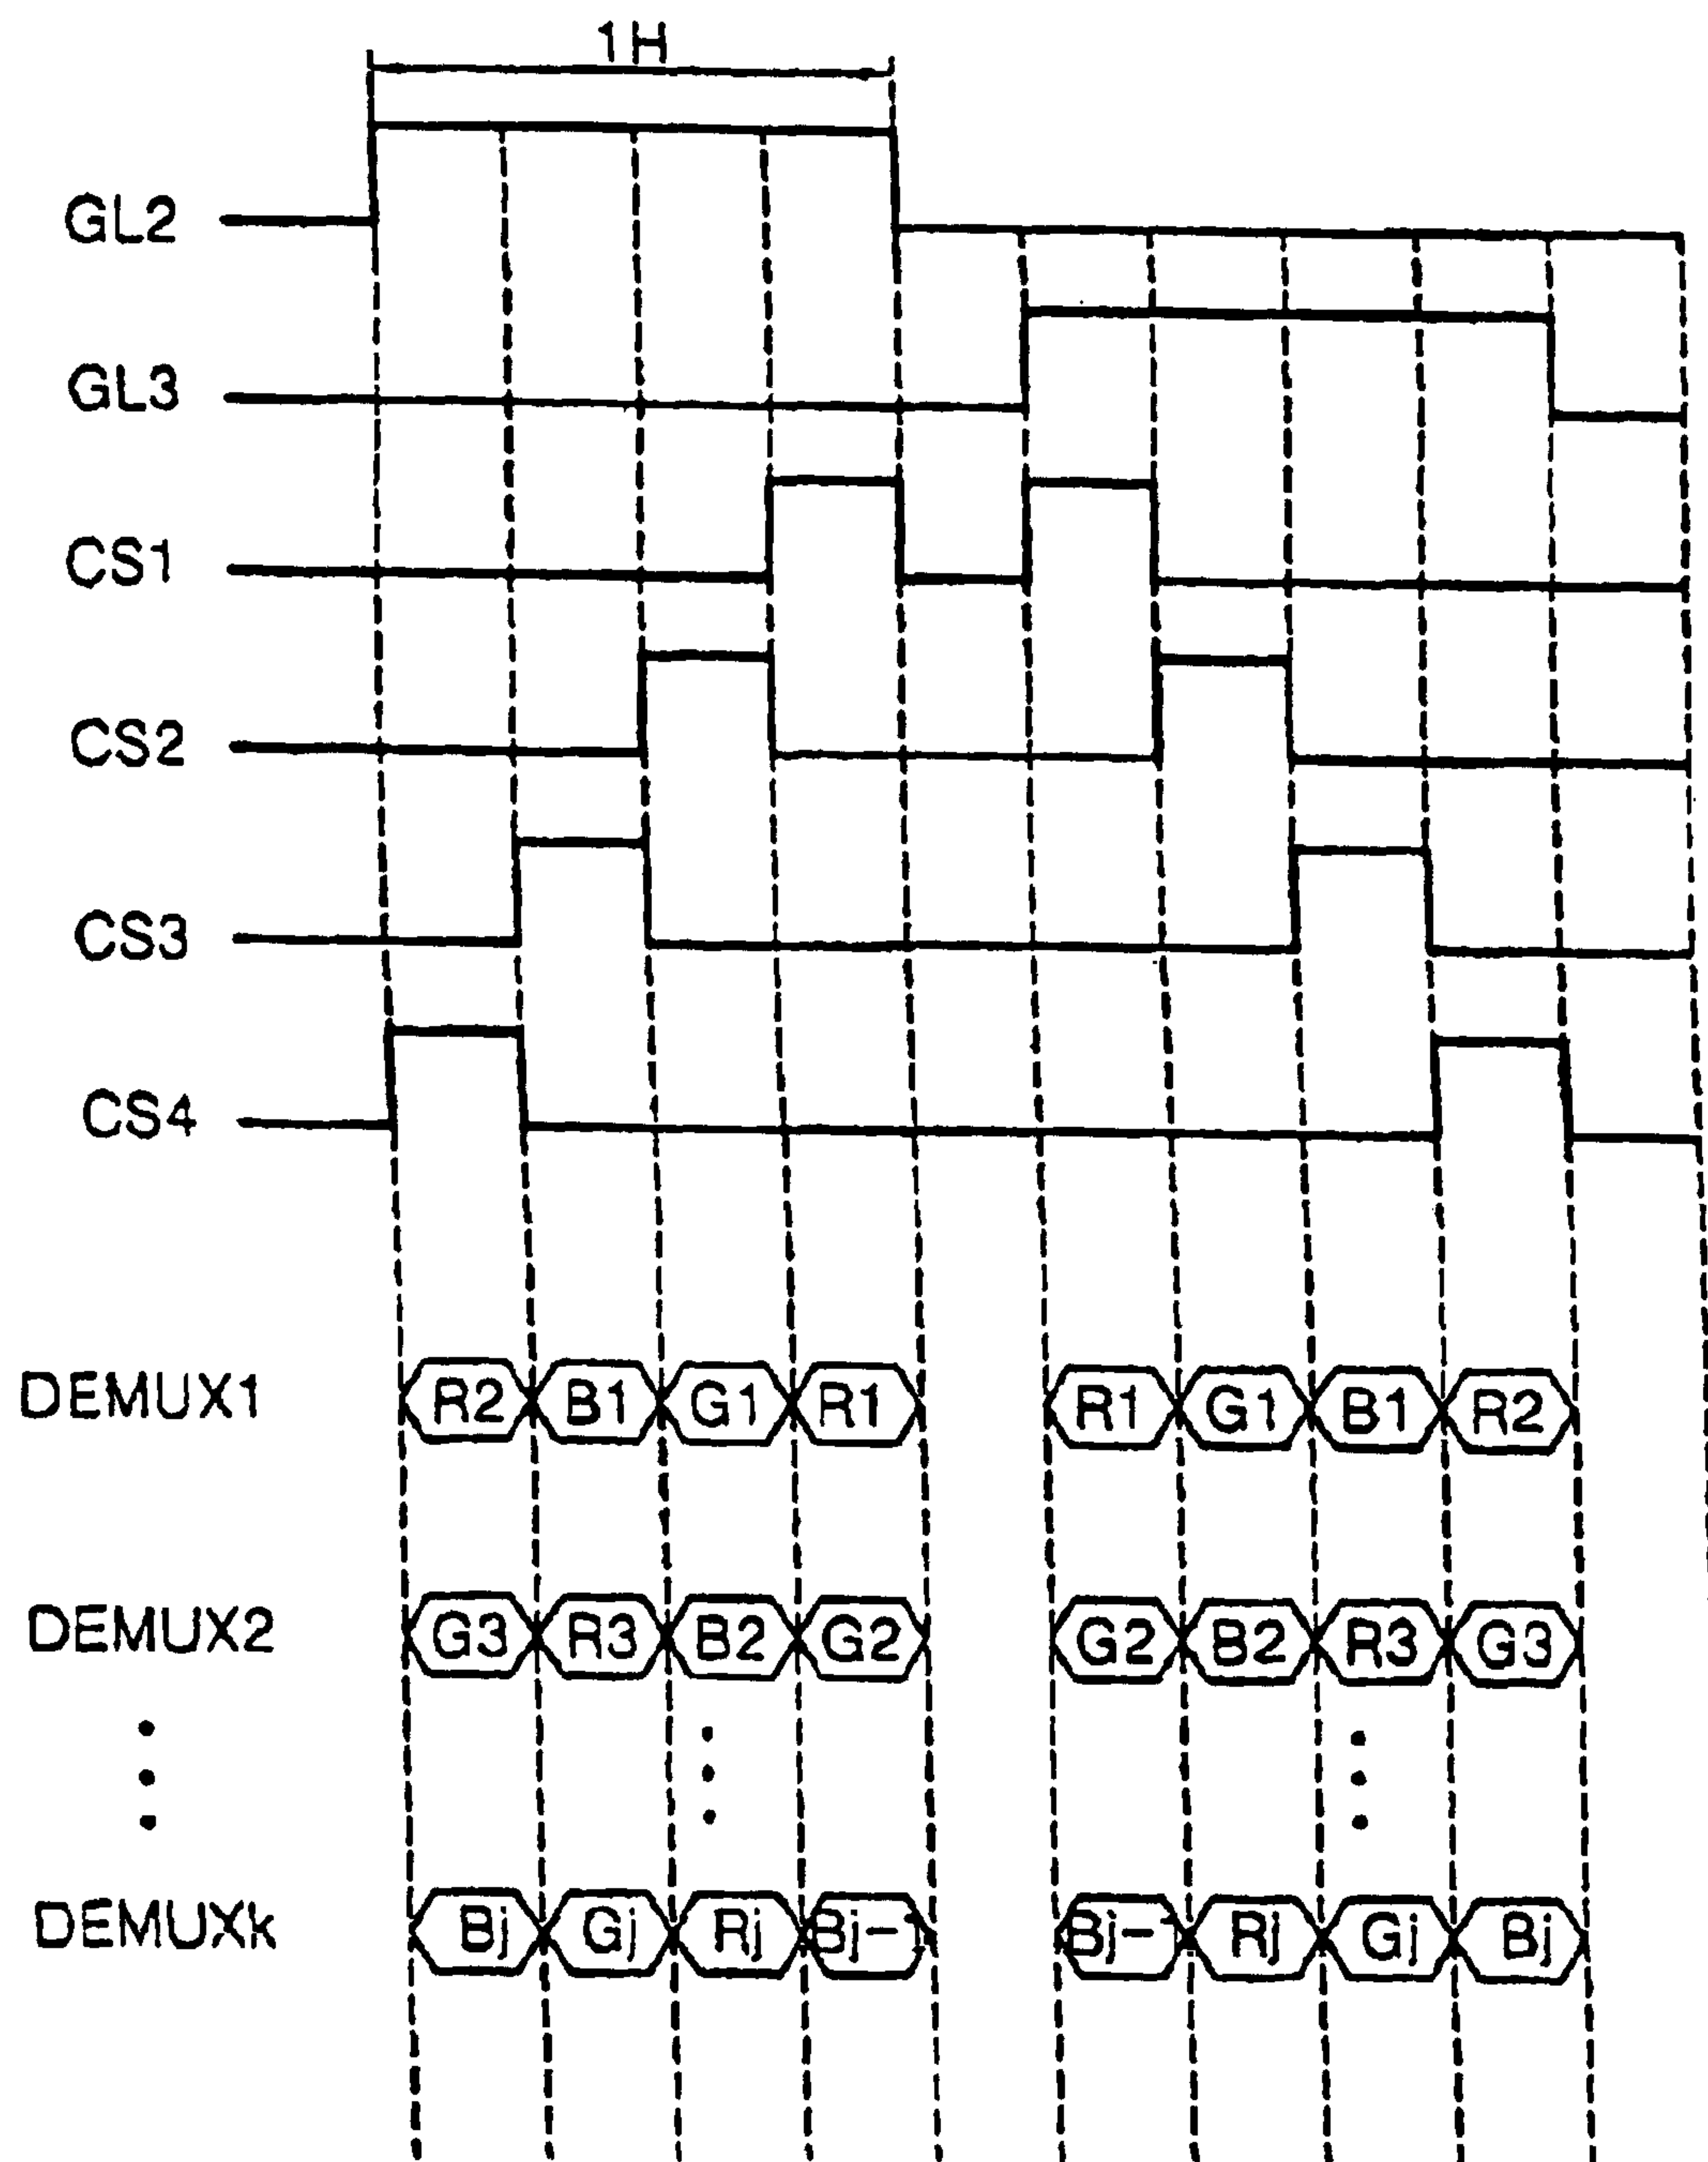 1H
GL2
GL3
CS1
CS2
CS3
CS4
DEMUX1 R2 B1 G1 R1 R1 G1 B1 R2
DEMUX2 G3 R3 B2 G2 G2 B2 R3 G3
DEMUXk Bj Gj Rj Bj-1 Bj-1 Rj Gj Bj